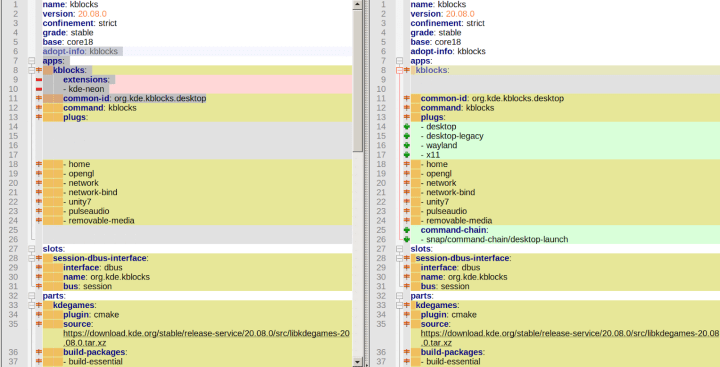 1 name: kblocks
2 version: 20.08.0
3 confinement: strict
4 grade: stable
5 base: core18
6 adopt-info: kblocks
7 apps:
8 kblocks:
9 extensions:
10 - kde-neon
11 common-id: org.kde.kblocks.desktop
12 command: kblocks
13 plugs:
14
15
16
17
18 - home
19 - opengl
20 - network
21 - network-bind
22 - unity7
23 - pulseaudio
24 - removable-media
25
26
27 slots:
28 session-dbus-interface:
29 interface: dbus
30 name: org.kde.kblocks
31 bus: session
32 parts:
33 kdegames:
34 plugin: cmake
35 source:
https://download.kde.org/stable/release-service/20.08.0/src/libkdegames-20
.08.0.tar.xz
36 build-packages:
37 - build-essential
1 name: kblocks
2 version: 20.08.0
3 confinement: strict
4 grade: stable
5 base: core18
6 adopt-info: kblocks
7 apps:
8 kblocks:
9
10
11 common-id: org.kde.kblocks.desktop
12 command: kblocks
13 plugs:
14 - desktop
15 - desktop-legacy
16 - wayland
17 - x11
18 - home
19 - opengl
20 - network
21 - network-bind
22 - unity7
23 - pulseaudio
24 - removable-media
25 command-chain:
26 - snap/command-chain/desktop-launch
27 slots:
28 session-dbus-interface:
29 interface: dbus
30 name: org.kde.kblocks
31 bus: session
32 parts:
33 kdegames:
34 plugin: cmake
35 source:
https://download.kde.org/stable/release-service/20.08.0/src/libkdegames-20
.08.0.tar.xz
36 build-packages:
37 - build-essential